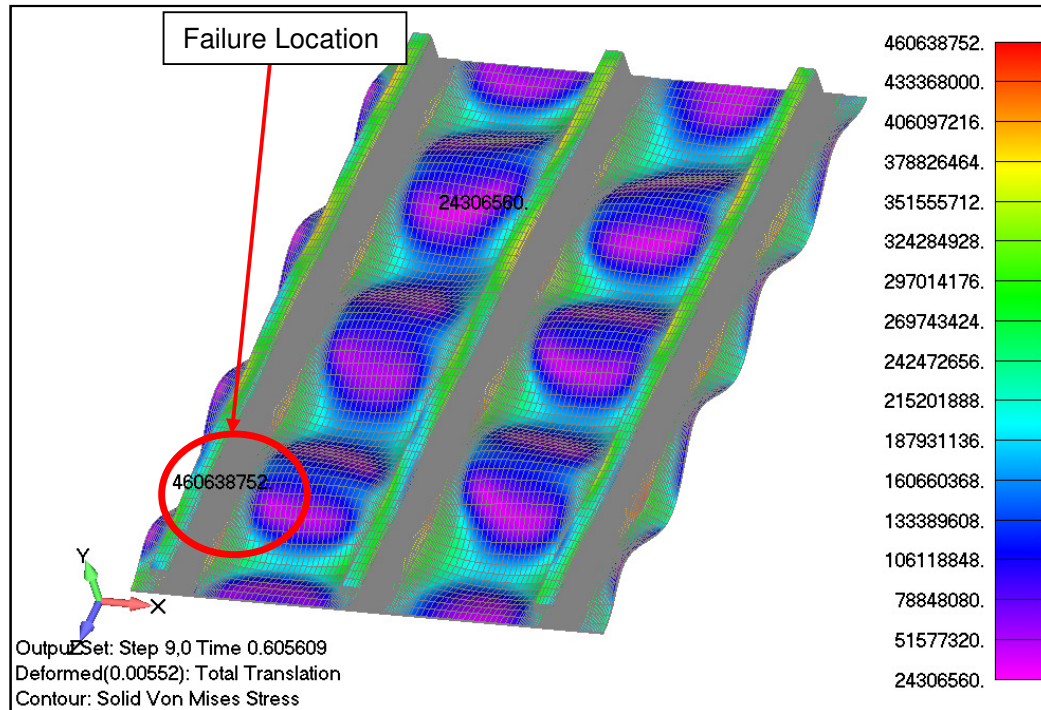 Failure Location
460638752.
433368000.
406097216.
378826464.
351555712.
324284928.
297014176.
269743424.
242472656.
215201888.
187931136.
160660368.
133389608.
106118848.
78848080.
51577320.
24306560.
24306560.
460638752.
Y
X
Z
Output Set: Step 9,0 Time 0.605609
Deformed(0.00552): Total Translation
Contour: Solid Von Mises Stress